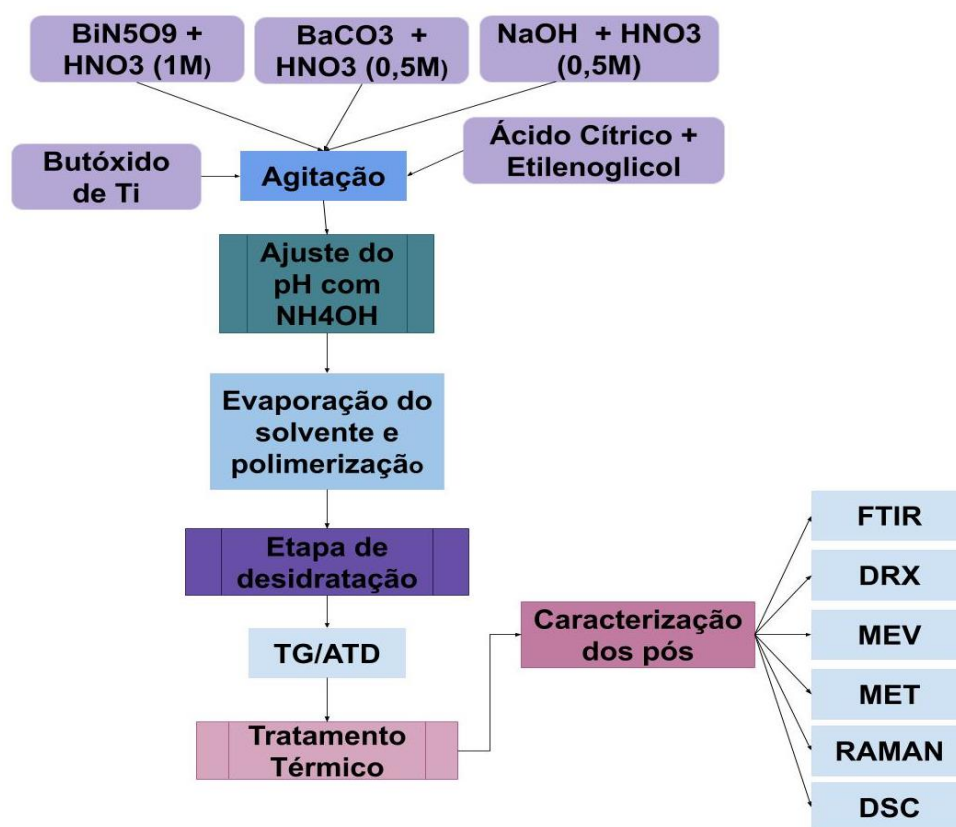 BiN5O9 +
HNO3 (1M)
BaCO3 + 
HNO3 (0,5M)
NaOH + HNO3
(0,5M)
Butóxido
de Ti
Agitação
Ácido Cítrico +
Etilenoglicol
Ajuste do
pH com
NH4OH
Evaporação do
solvente e
polimerização
Etapa de
desidratação
TG/ATD
Tratamento
Térmico
Caracterização
dos pós
FTIR
DRX
MEV
MET
RAMAN
DSC